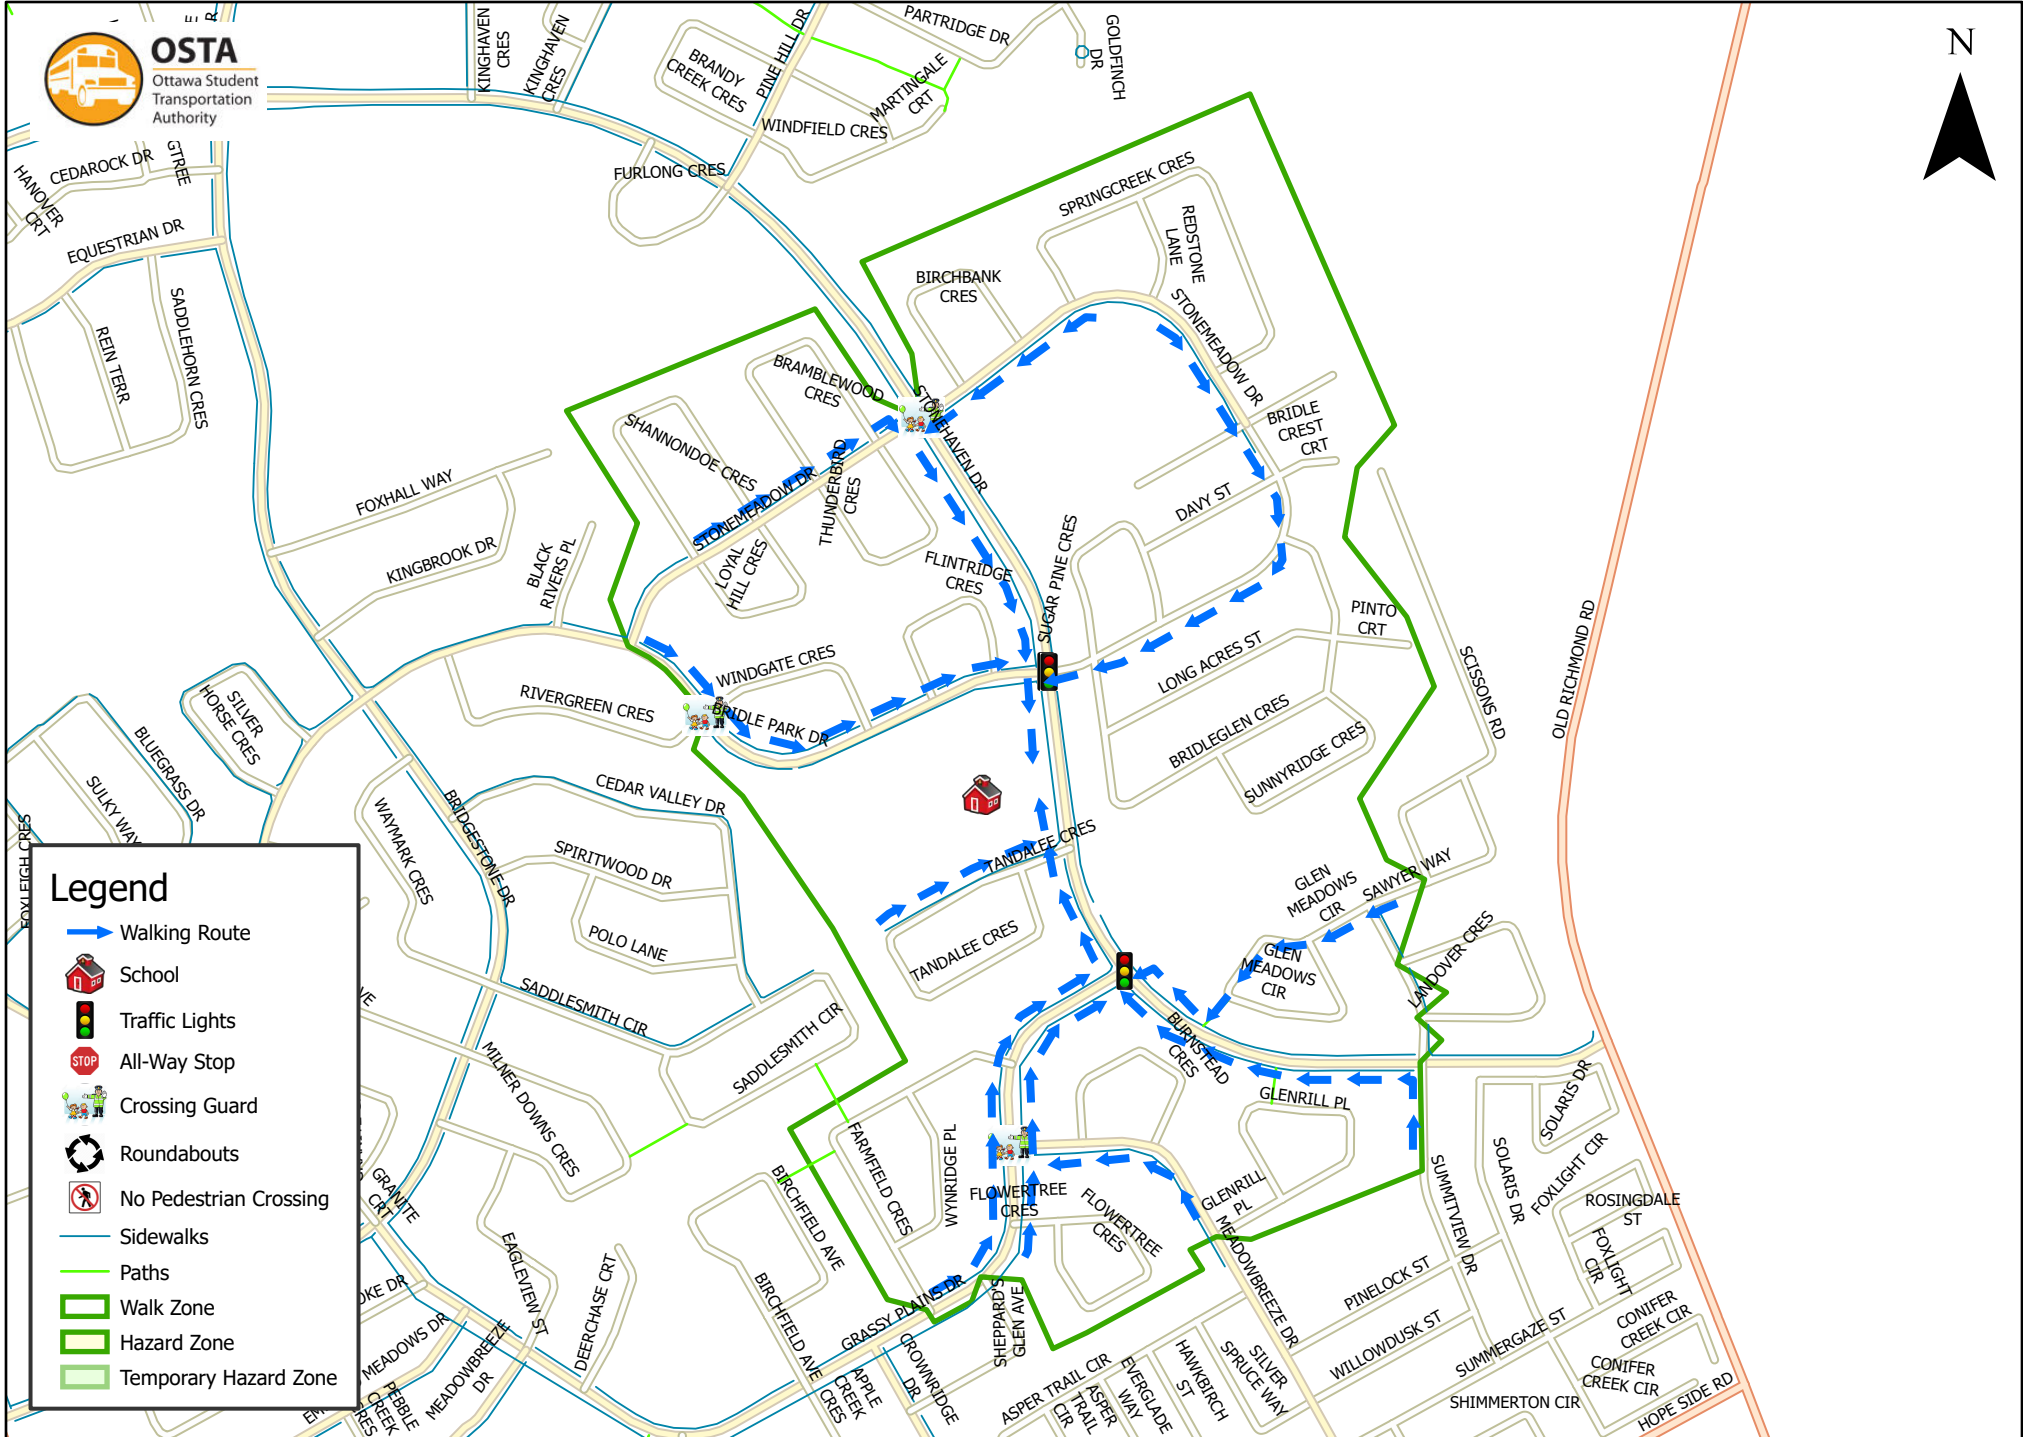 OSTA
Ottawa Student
Transportation
Authority
N
KINGHAVEN
CRES
KINGHAVEN
CRES
PINE HILL DR
BRANDY
CREEK CRES
PARTRIDGE DR
GOLDFINCH
DR
MARTINGALE
CRT
WINDFIELD CRES
FURLONG CRES
CEDAROCK DR
GTREE
HANOVER
CRT
EQUESTRIAN DR
REIN TERR
SADDLEHORN CRES
SPRINGCREEK CRES
REDSTONE
LANE
BIRCHBANK
CRES
STONEMEADOW DR
BRIDLE
CREST
CRT
DAVY ST
BRAMBLEWOOD
CRES
SHANNONDOE CRES
STONEHAVEN DR
THUNDERBIRD
CRES
STONEMEADOW DR
LOYAL
HILL CRES
FLINTRIDGE
CRES
SUGAR PINE CRES
FOXHALL WAY
KINGBROOK DR
BLACK
RIVERS PL
PINTO
CRT
LONG ACRES ST
SCISSONS RD
OLD RICHMOND RD
WINDGATE CRES
RIVERGREEN CRES
BRIDLE PARK DR
BRIDLEGLEN CRES
SUNNYRIDGE CRES
SILVER
HORSE CRES
BLUEGRASS DR
SULKY WAY
FOXLEIGH CRES
WAYMARK CRES
BRIDGESTONE DR
CEDAR VALLEY DR
SPIRITWOOD DR
POLO LANE
TANDALEE CRES
TANDALEE CRES
GLEN
MEADOWS
CIR
SAWYER WAY
GLEN
MEADOWS
CIR
LANDOVER CRES
SADDLESMITH CIR
SADDLESMITH CIR
VE
MILNER DOWNS CRES
BURNSTEAD
CRES
GLENRILL PL
SOLARIS DR
FARMFIELD CRES
WYNRIDGE PL
BIRCHFIELD AVE
FLOWERTREE
CRES
FLOWERTREE
CRES
GLENRILL
PL
SUMMITVIEW DR
SOLARIS DR
FOXLIGHT CIR
ROSINGDALE
ST
FOXLIGHT
CIR
GRANITE
CRT
EAGLEVIEW ST
DEERCHASE CRT
BIRCHFIELD AVE
GRASSY PLAINS DR
SHEPPARD'S
GLEN AVE
MEADOWBREEZE DR
PINELOCK ST
WILLOWDUSK ST
SUMMERGAZE ST
CONIFER
CREEK CIR
CONIFER
CREEK CIR
OKE DR
MEADOWS DR
PEBBLE
CREEK
CRES
MEADOWBREEZE
DR
APPLE
CREEK
CRES
CROWNRIDGE
DR
ASPER TRAIL CIR
ASPER
TRAIL
CIR
EVERGLADE
WAY
HAWKBIRCH
ST
SILVER
SPRUCE WAY
SHIMMERTON CIR
HOPE SIDE RD
Legend
Walking Route
School
Traffic Lights
STOP
All-Way Stop
Crossing Guard
Roundabouts
No Pedestrian Crossing
Sidewalks
Paths
Walk Zone
Hazard Zone
Temporary Hazard Zone